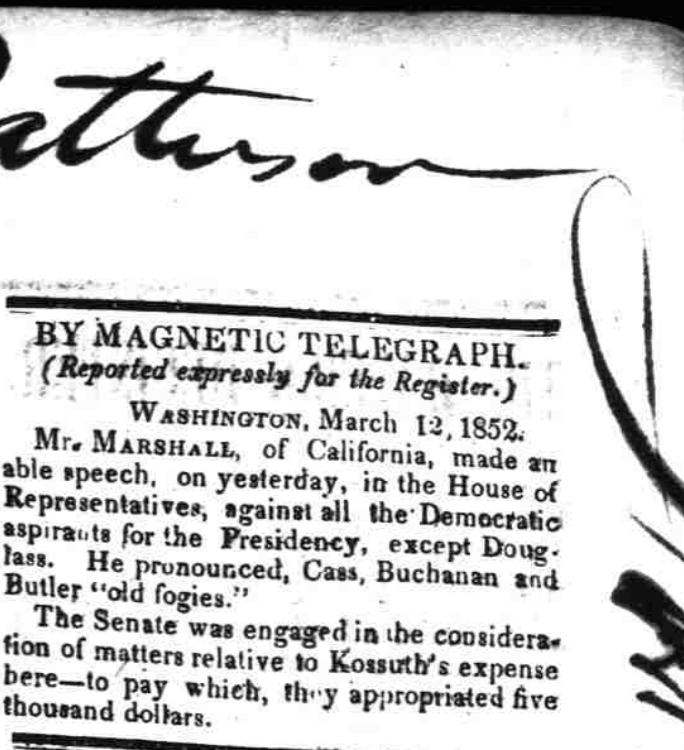 atterson
BY MAGNETIC TELEGRAPH.
(Reported expressly for the Register.)
WASHINGTON, March 12, 1852.
Mr. MARSHALL, of California, made an
able speech, on yesterday, in the House of
Representatives, against all the Democratic
aspirants for the Presidency, except Doug-
lass. He pronounced, Cass, Buchanan and
Butler "old fogies."
The Senate was engaged in the considera-
tion of matters relative to Kossuth's expense
here—to pay which, they appropriated five
thousand dollars.